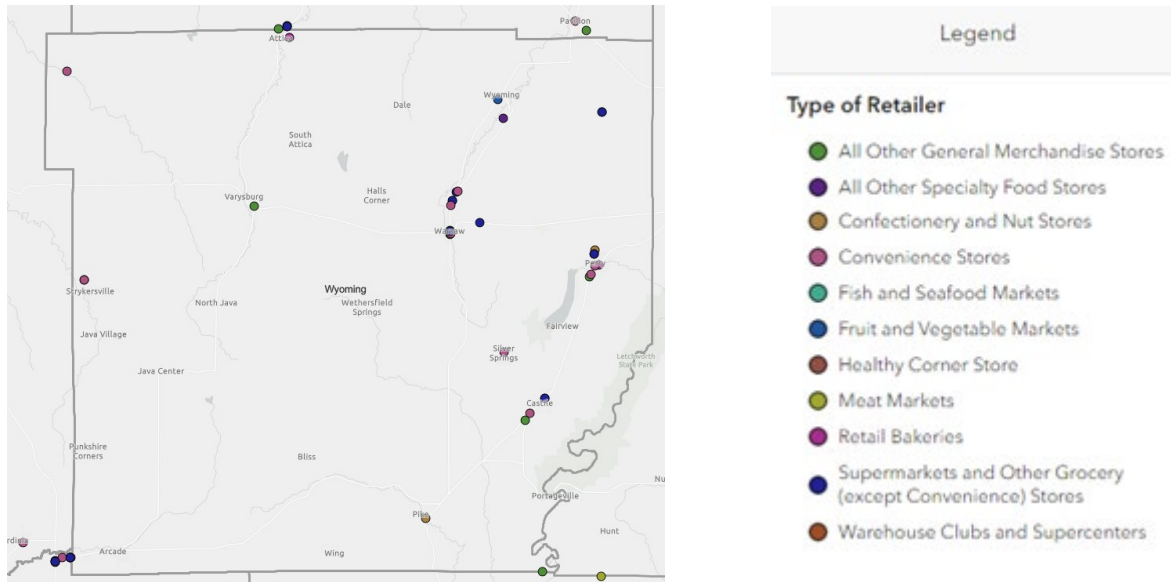 Pavilion
Attica
Wyoming
Dale
South
Attica
Halls
Corner
Varysburg
Warsaw
Perry
Strykersville
Wyoming
North Java
Wethersfield
Springs
Fairview
Java Village
Silver
Springs
Letchworth
State Park
Java Center
Castile
Punkshire
Corners
Bliss
Portageville
Nu
Pike
Hunt
rding
Arcade
Wing
Legend
Type of Retailer
All Other General Merchandise Stores
All Other Specialty Food Stores
Confectionery and Nut Stores
Convenience Stores
Fish and Seafood Markets
Fruit and Vegetable Markets
Healthy Corner Store
Meat Markets
Retail Bakeries
Supermarkets and Other Grocery
(except Convenience) Stores
Warehouse Clubs and Supercenters